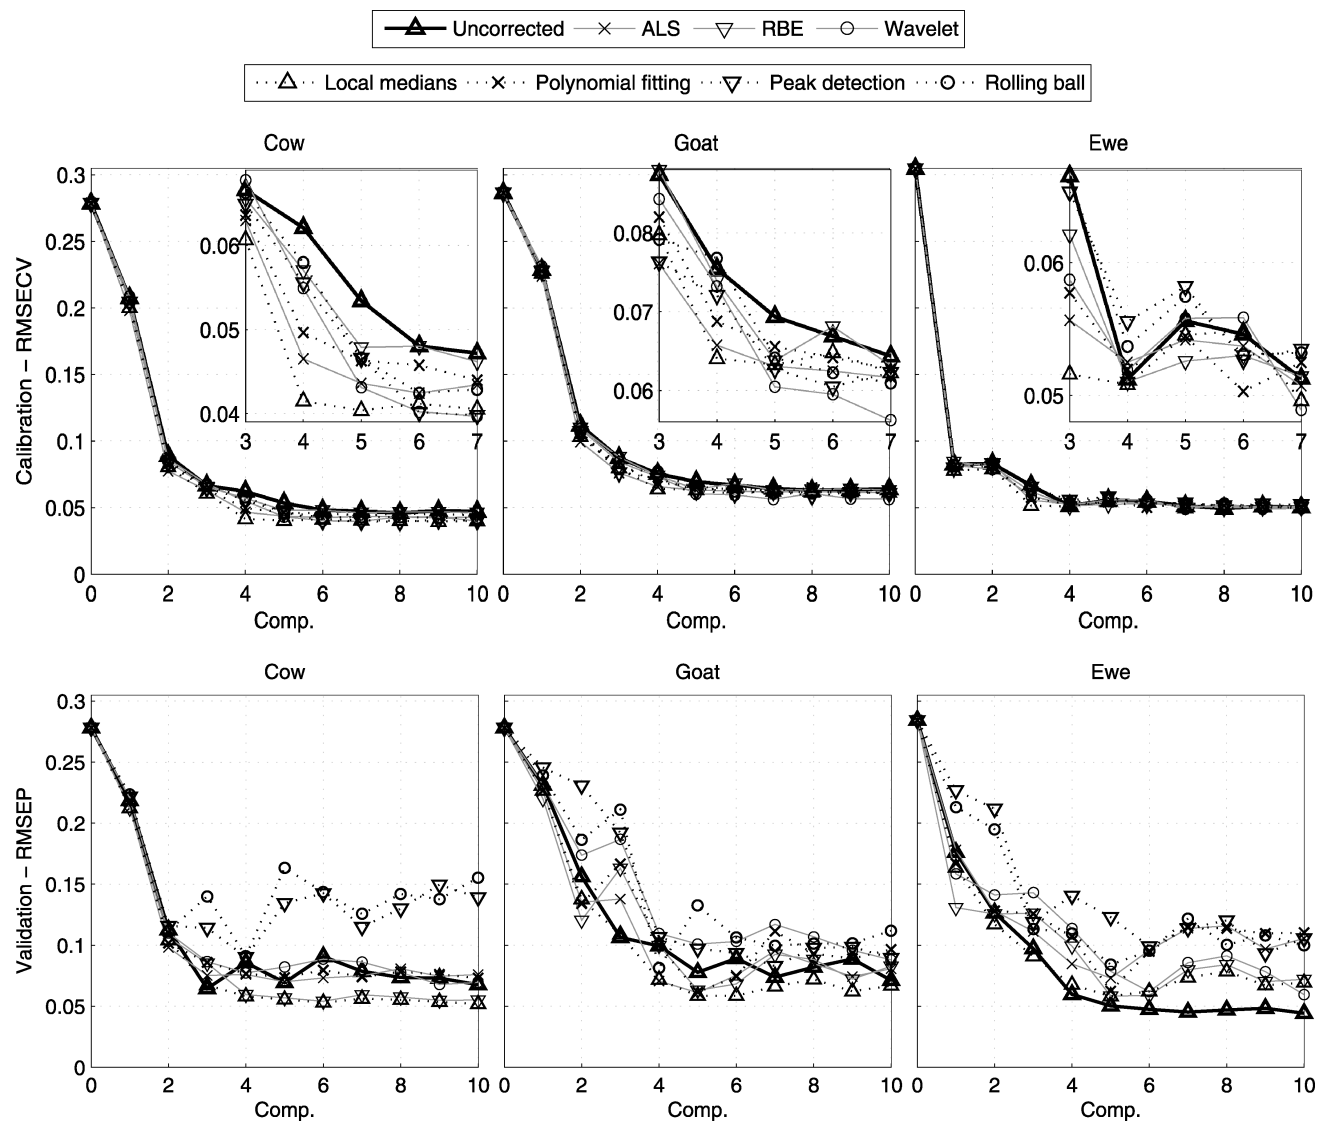 Uncorrected ALS RBE Wavelet
Local medians Polynomial fitting Peak detection Rolling ball
Cow Goat Ewe
Calibration – RMSECV
0.3
0.25
0.2
0.15
0.1
0.05
0
0.06
0.05
0.04
3 4 5 6 7
0.08
0.07
0.06
3 4 5 6 7
0.06
0.05
3 4 5 6 7
0 2 4 6 8 10 0 2 4 6 8 10 0 2 4 6 8 10
Comp. Comp. Comp.
Cow Goat Ewe
Validation – RMSEP
0.3
0.25
0.2
0.15
0.1
0.05
0
0 2 4 6 8 10 0 2 4 6 8 10 0 2 4 6 8 10
Comp. Comp. Comp.